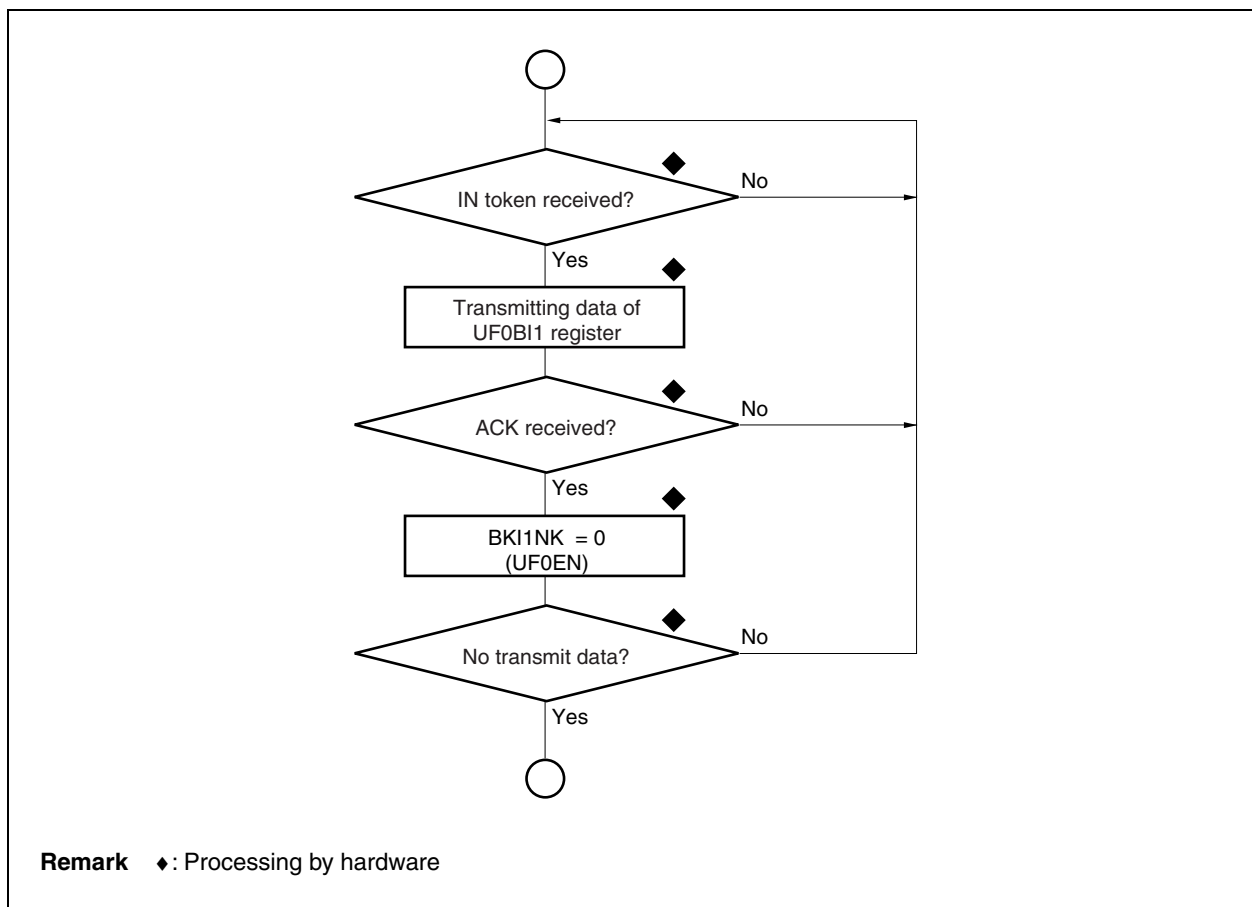 IN token received?
No
Yes
Transmitting data of
UF0BI1 register
ACK received?
No
Yes
BKI1NK = 0
(UF0EN)
No transmit data?
No
Yes
Remark ♦: Processing by hardware